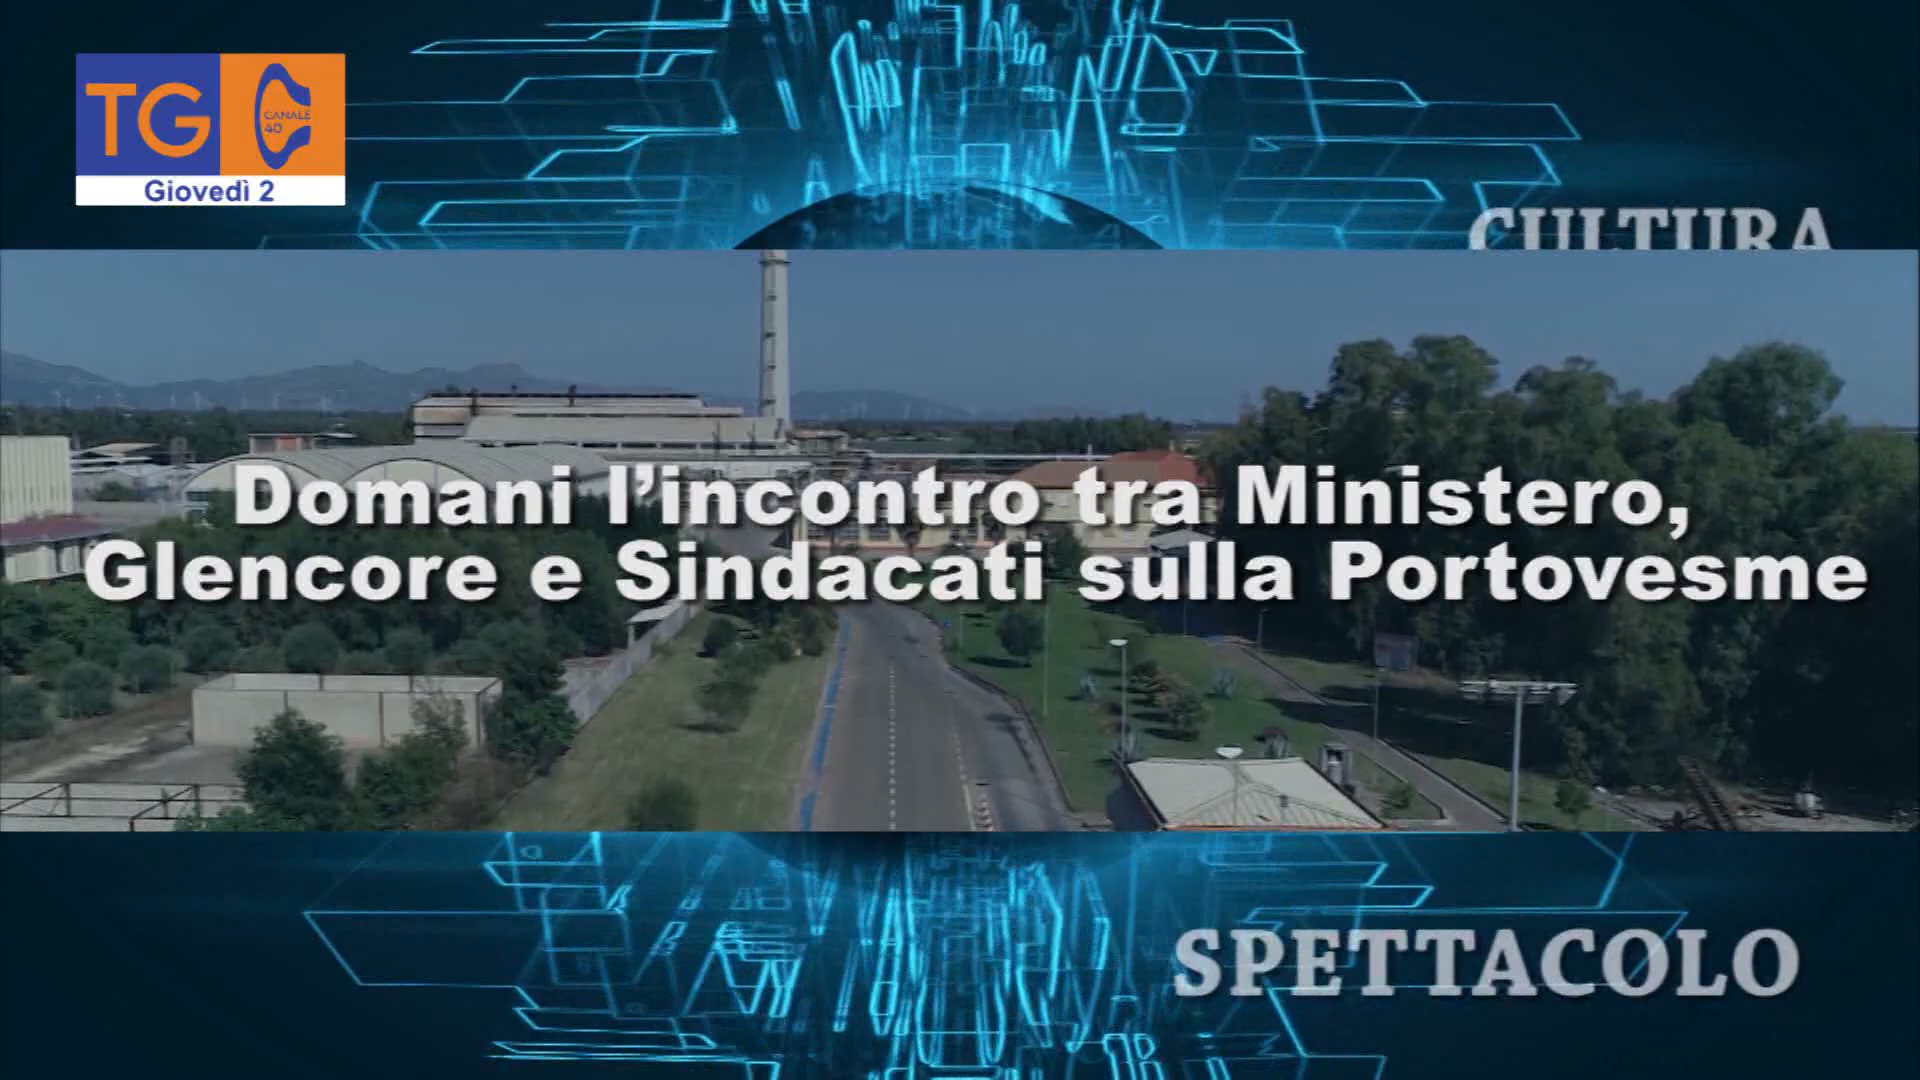 TG
CANALE
40
Giovedì 2
CULTURA
Domani l'incontro tra Ministero,
Glencore e Sindacati sulla Portovesme
SPETTACOLO